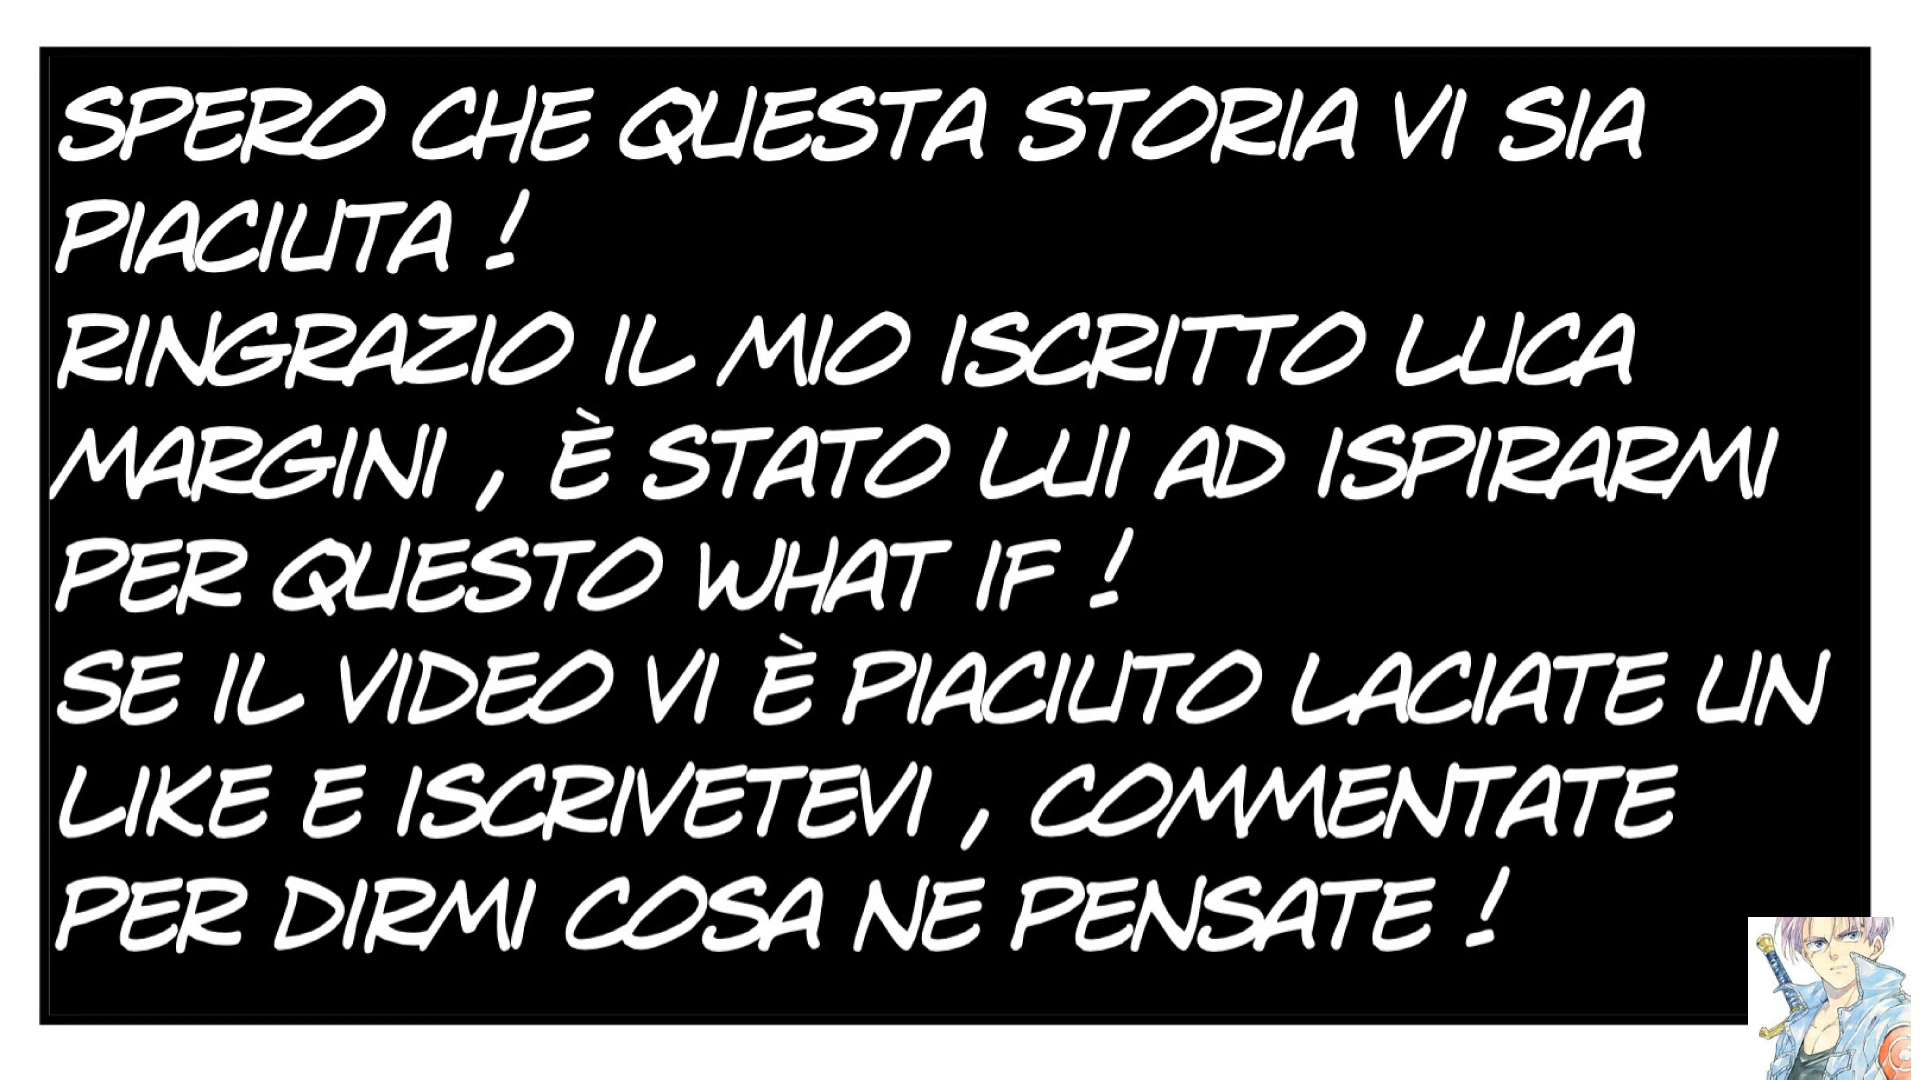 SPERO CHE QUESTA STORIA VI SIA
PIACIUTA !
RINGRAZIO IL MIO ISCRITTO LUCA
MARGINI , È STATO LUI AD ISPIRARMI
PER QUESTO WHAT IF !
SE IL VIDEO VI È PIACIUTO LACIATE UN
LIKE E ISCRIVETEVI , COMMENTATE
PER DIRMI COSA NE PENSATE !